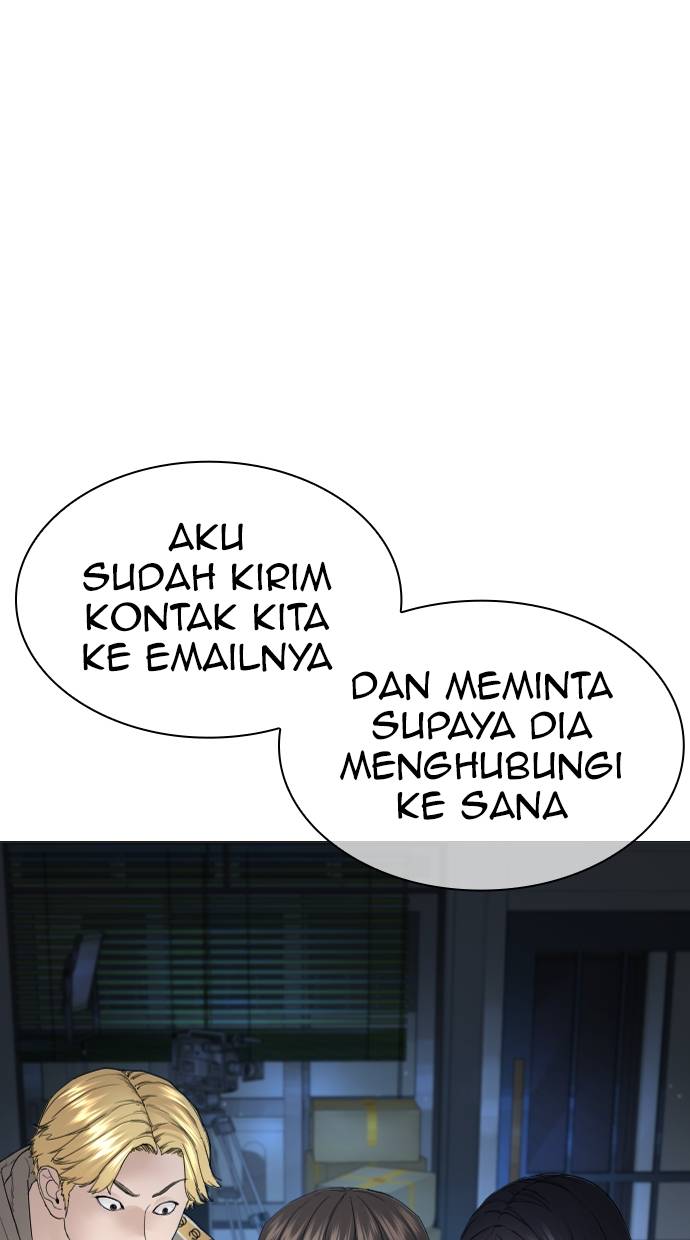 AKU
SUDAH KIRIM
KONTAK KITA
KE EMAILNYA
DAN MEMINTA
SUPAYA DIA
MENGHUBUNGI
KE SANA